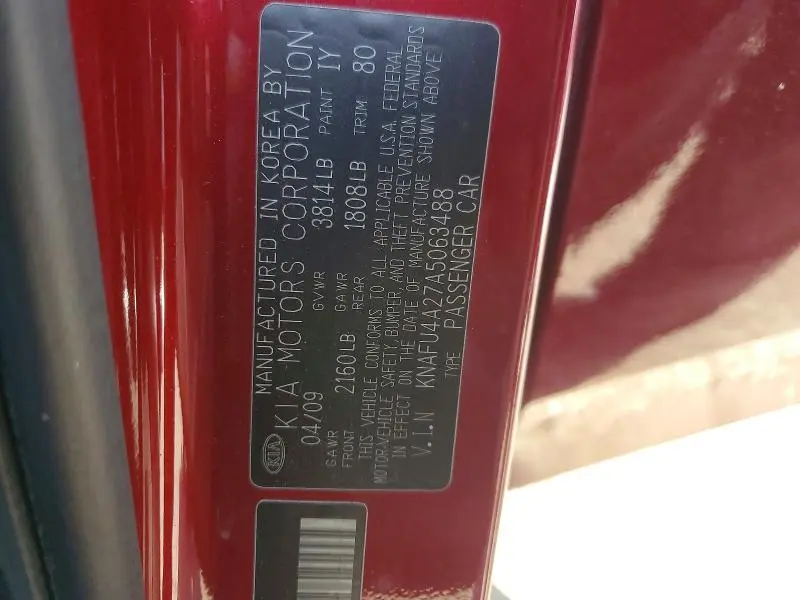 KIA
MANUFACTURED IN KOREA BY
KIA MOTORS CORPORATION
04/09 GVWR 3814LB PAINT IY
GAWR FRONT 2160LB GAWR REAR 1808LB TRIM 80
THIS VEHICLE CONFORMS TO ALL APPLICABLE U.S.A. FEDERAL
MOTOR-VEHICLE SAFETY, BUMPER, AND THEFT PREVENTION STANDARDS
IN EFFECT ON THE DATE OF MANUFACTURE SHOWN ABOVE
V.I.N KNAFU4A27A5063488
TYPE PASSENGER CAR